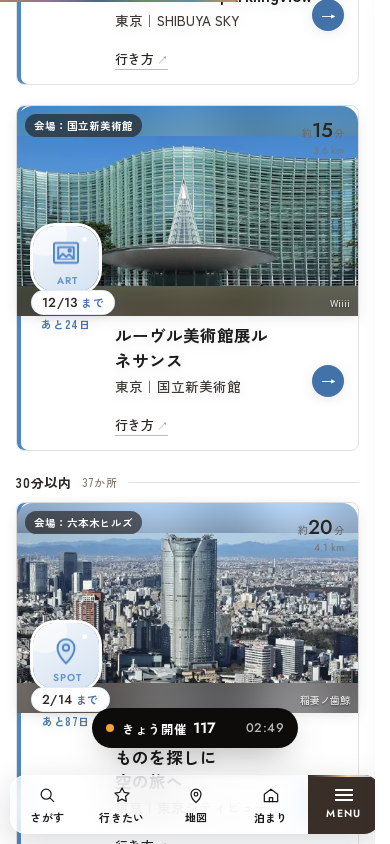 東京｜SHIBUYA SKY
→
行き方 ↗
会場：国立新美術館
約15分
ART
12/13 まで
Wiiii
あと24日
ルーヴル美術館展ル
ネサンス
東京｜国立新美術館
→
行き方 ↗
30分以内 37か所
会場：六本木ヒルズ
約20分
4.1 km
SPOT
2/14 まで
稲妻ノ歯鯨
あと87日
きょう開催 117 02:49
ものを探しに
空の旅へ
さがす
行きたい
地図
泊まり
MENU